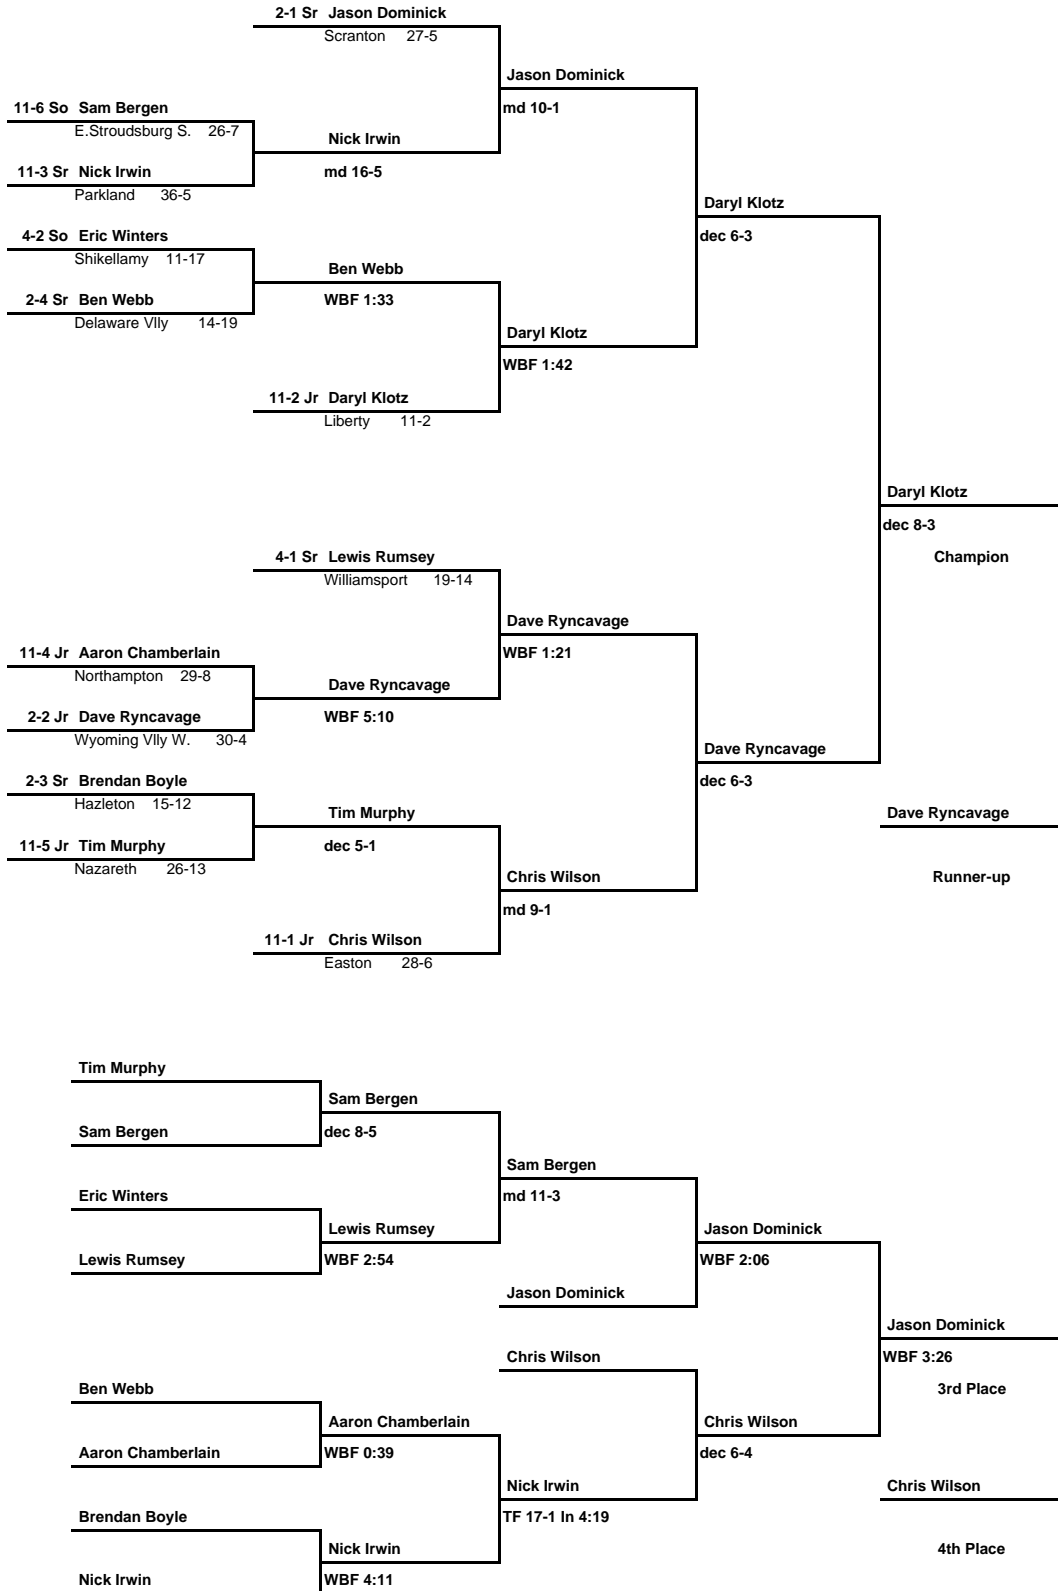 2-1 Sr Jason Dominick
Scranton 27-5
Jason Dominick
11-6 So Sam Bergen
md 10-1
E.Stroudsburg S. 26-7
Nick Irwin
11-3 Sr Nick Irwin
md 16-5
Parkland 36-5
Daryl Klotz
4-2 So Eric Winters
dec 6-3
Shikellamy 11-17
Ben Webb
2-4 Sr Ben Webb
WBF 1:33
Delaware Vlly 14-19
Daryl Klotz
WBF 1:42
11-2 Jr Daryl Klotz
Liberty 11-2
Daryl Klotz
dec 8-3
4-1 Sr Lewis Rumsey
Champion
Williamsport 19-14
Dave Ryncavage
11-4 Jr Aaron Chamberlain
WBF 1:21
Northampton 29-8
Dave Ryncavage
2-2 Jr Dave Ryncavage
WBF 5:10
Wyoming Vlly W. 30-4
Dave Ryncavage
2-3 Sr Brendan Boyle
dec 6-3
Hazleton 15-12
Tim Murphy
Dave Ryncavage
11-5 Jr Tim Murphy
dec 5-1
Nazareth 26-13
Chris Wilson
Runner-up
md 9-1
11-1 Jr Chris Wilson
Easton 28-6
Tim Murphy
Sam Bergen
Sam Bergen
dec 8-5
Sam Bergen
Eric Winters
md 11-3
Lewis Rumsey
Jason Dominick
Lewis Rumsey
WBF 2:54
WBF 2:06
Jason Dominick
Jason Dominick
Chris Wilson
WBF 3:26
Ben Webb
3rd Place
Aaron Chamberlain
Chris Wilson
Aaron Chamberlain
WBF 0:39
dec 6-4
Nick Irwin
Chris Wilson
Brendan Boyle
TF 17-1 In 4:19
Nick Irwin
4th Place
Nick Irwin
WBF 4:11